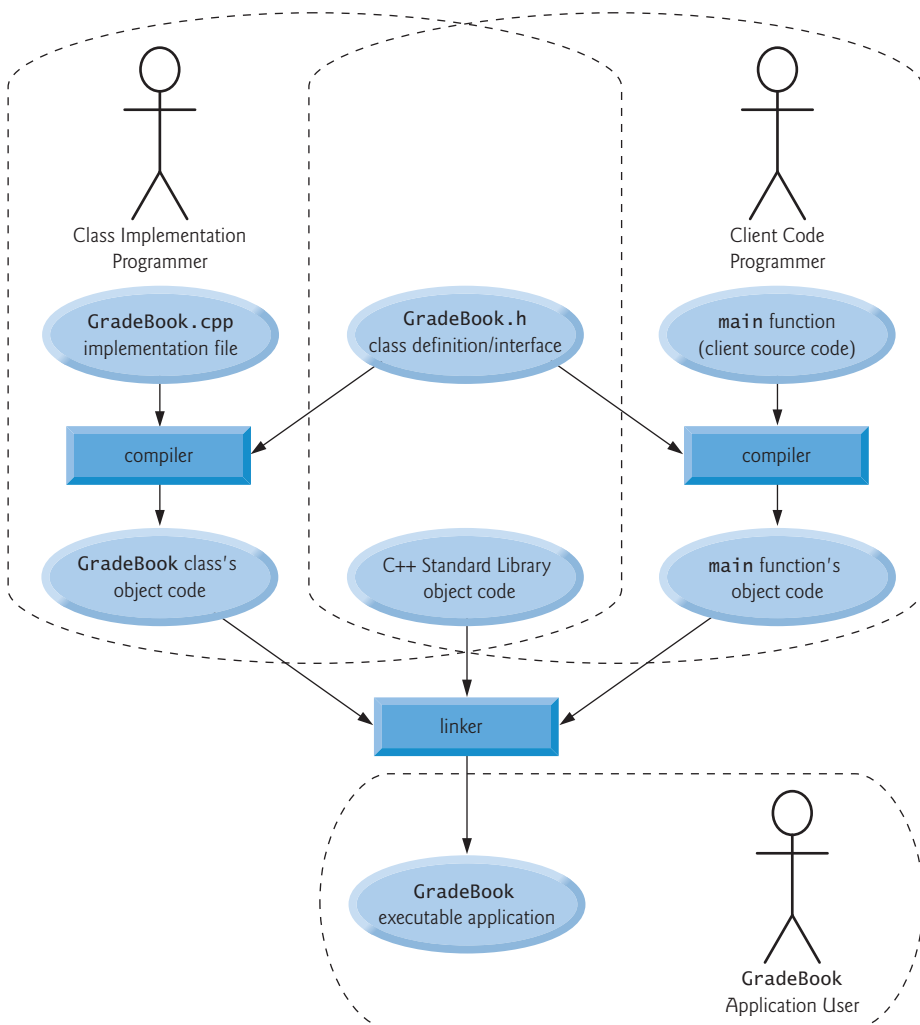 Class Implementation
Programmer
Client Code
Programmer
GradeBook.cpp
implementation file
GradeBook.h
class definition/interface
main function
(client source code)
compiler
compiler
GradeBook class's
object code
C++ Standard Library
object code
main function's
object code
linker
GradeBook
executable application
GradeBook
Application User